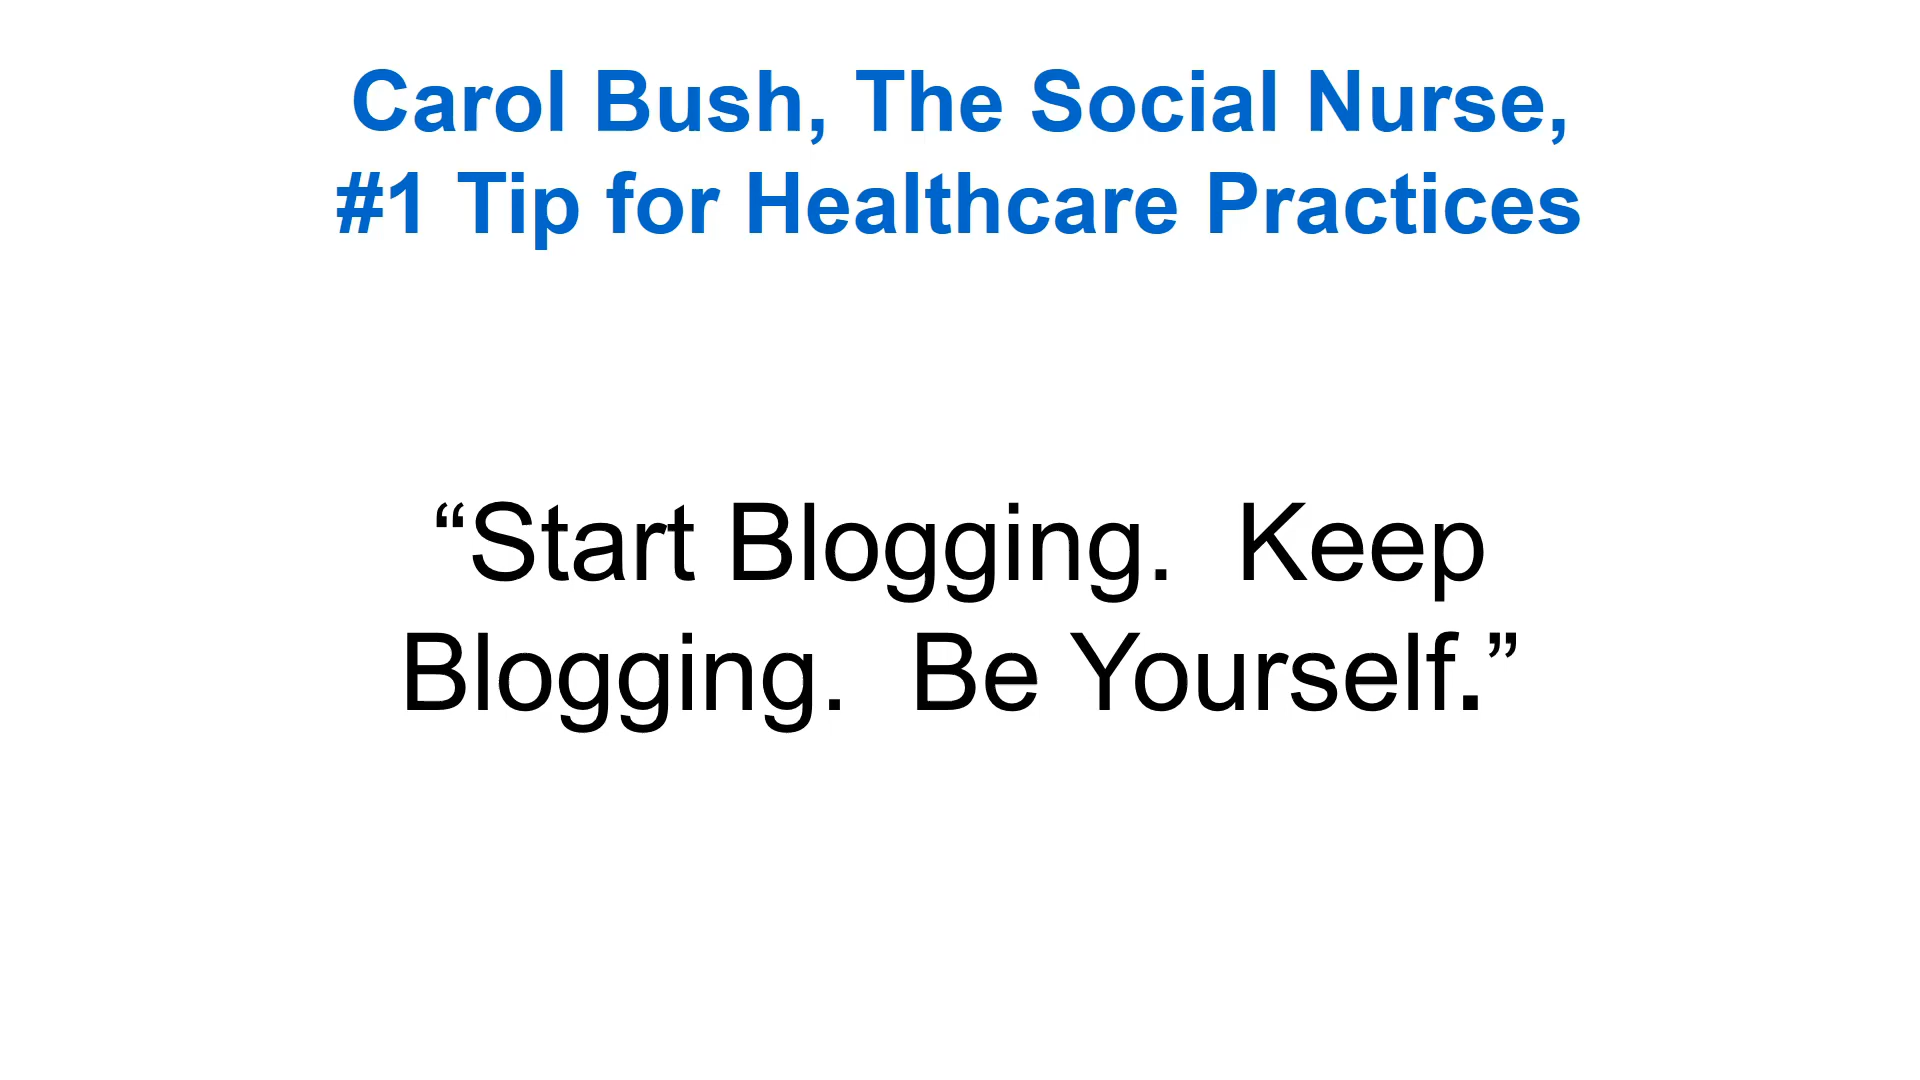 Carol Bush, The Social Nurse,
#1 Tip for Healthcare Practices
“Start Blogging.  Keep
Blogging.  Be Yourself.”